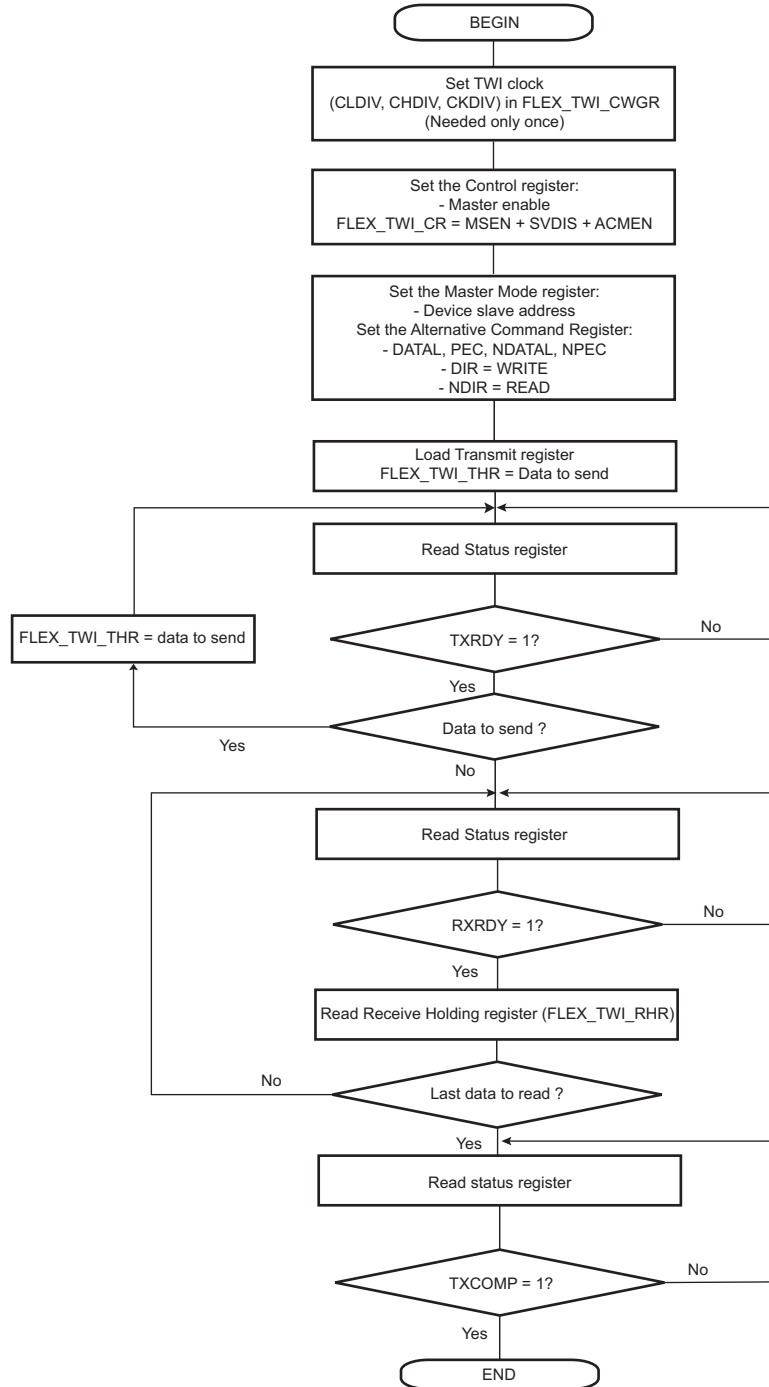 BEGIN
Set TWI clock
(CLDIV, CHDIV, CKDIV) in FLEX_TWI_CWGR
(Needed only once)
Set the Control register:
- Master enable
FLEX_TWI_CR = MSEN + SVDIS + ACMEN
Set the Master Mode register:
- Device slave address
Set the Alternative Command Register:
- DATAL, PEC, NDATAL, NPEC
- DIR = WRITE
- NDIR = READ
Load Transmit register
FLEX_TWI_THR = Data to send
Read Status register
FLEX_TWI_THR = data to send
TXRDY = 1?
No
Yes
Data to send ?
Yes
No
Read Status register
RXRDY = 1?
No
Yes
Read Receive Holding register (FLEX_TWI_RHR)
No
Last data to read ?
Yes
Read status register
TXCOMP = 1?
No
Yes
END